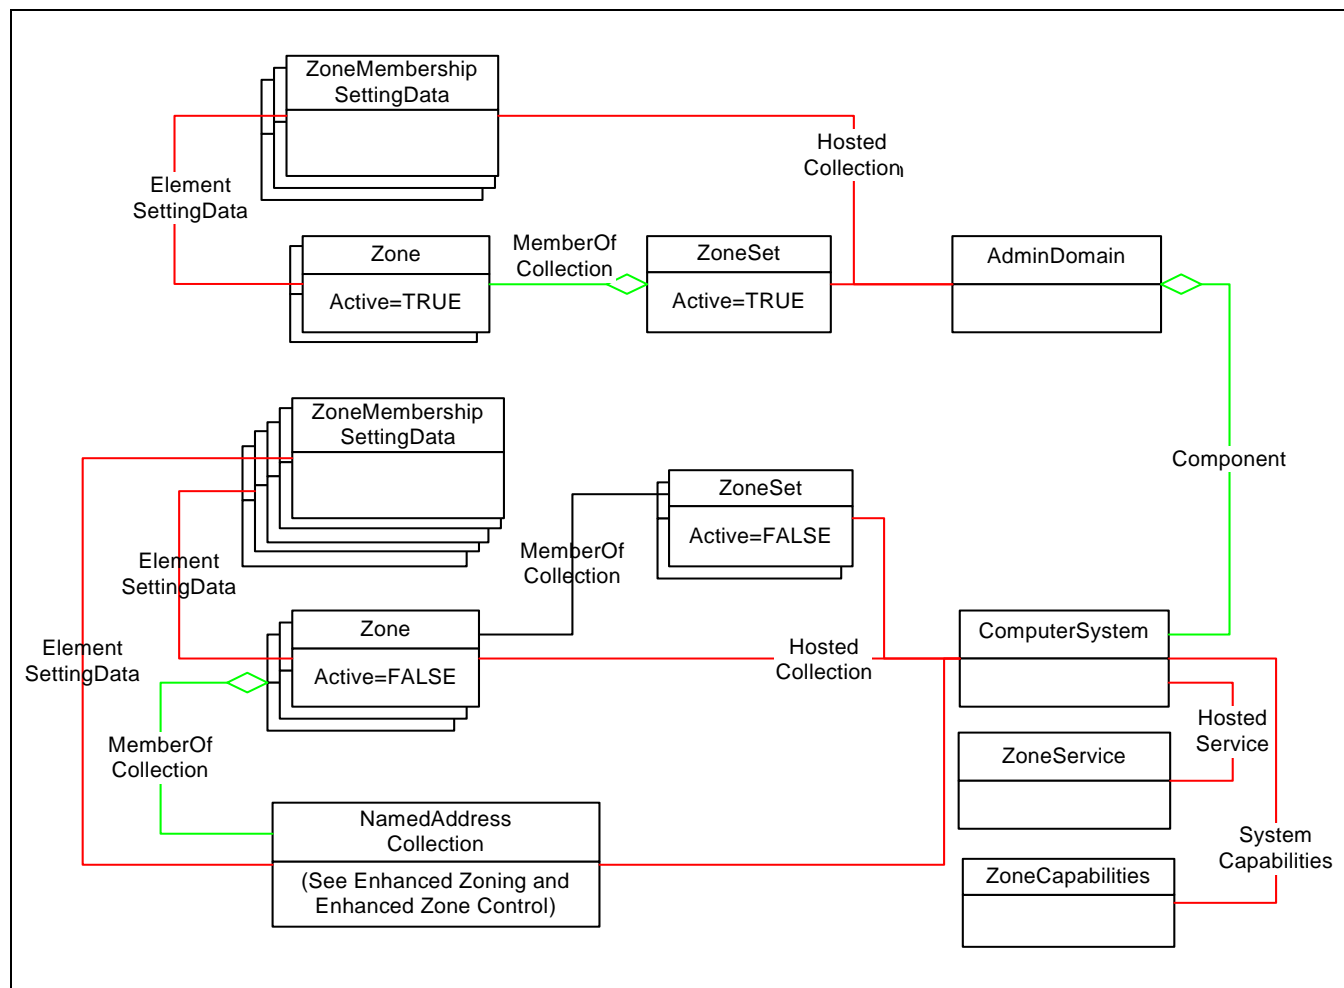 ZoneMembership
SettingData
Hosted
Collection
Element
SettingData
Zone
Active=TRUE
MemberOf
Collection
ZoneSet
Active=TRUE
AdminDomain
ZoneMembership
SettingData
Component
ZoneSet
Active=FALSE
MemberOf
Collection
Element
SettingData
Zone
Active=FALSE
Element
SettingData
Hosted
Collection
ComputerSystem
Hosted
Service
MemberOf
Collection
ZoneService
NamedAddress
Collection
(See Enhanced Zoning and
Enhanced Zone Control)
System
Capabilities
ZoneCapabilities